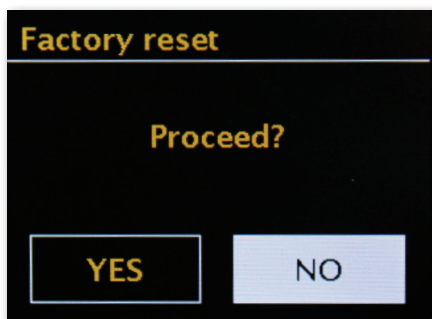 Factory reset
Proceed?
YES NO